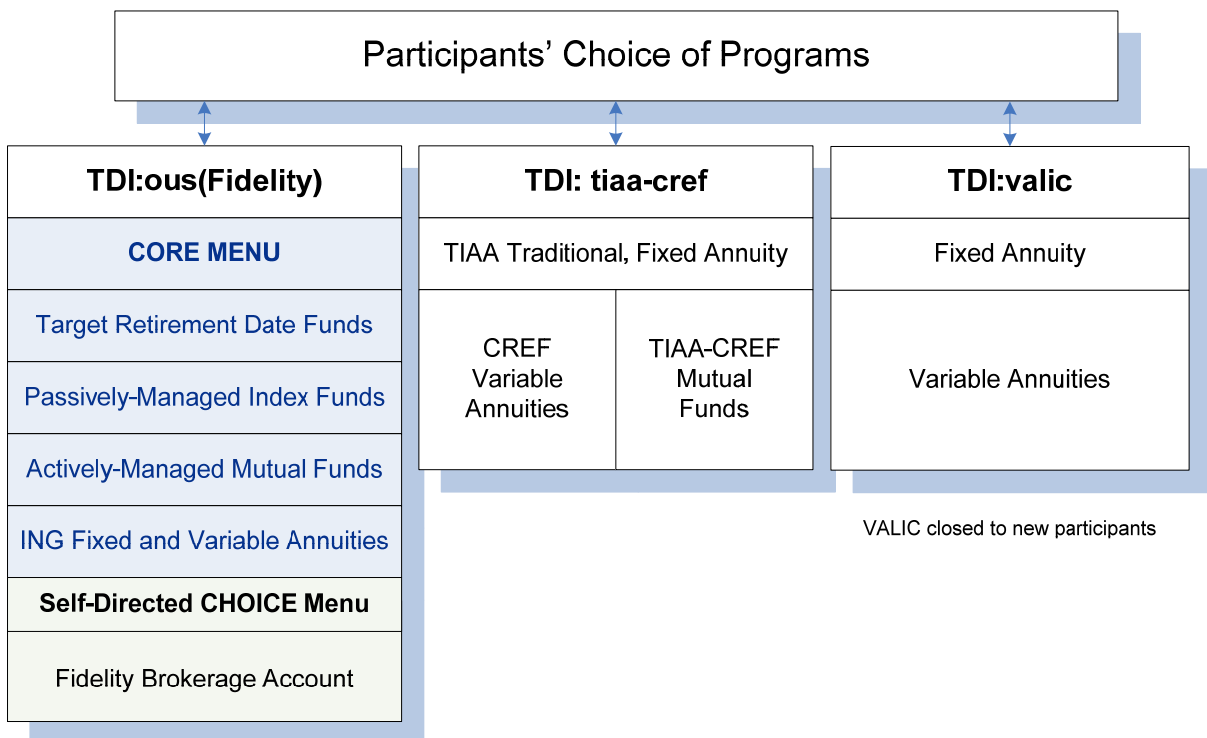 Participants’ Choice of Programs
TDI:ous(Fidelity)
CORE MENU
Target Retirement Date Funds
Passively-Managed Index Funds
Actively-Managed Mutual Funds
ING Fixed and Variable Annuities
Self-Directed CHOICE Menu
Fidelity Brokerage Account
TDI: tiaa-cref
TIAA Traditional, Fixed Annuity
CREF
Variable
Annuities
TIAA-CREF
Mutual
Funds
TDI:valic
Fixed Annuity
Variable Annuities
VALIC closed to new participants